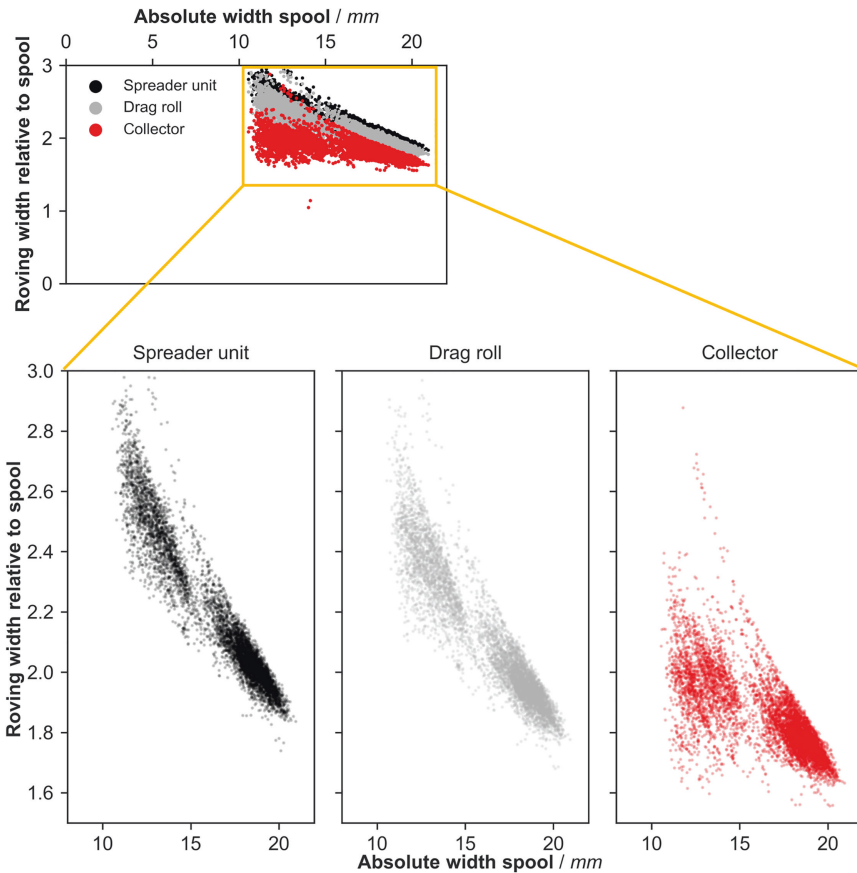 Absolute width spool / mm
0 5 10 15 20
Roving width relative to spool
3
2
1
0
Spreader unit
Drag roll
Collector
Spreader unit Drag roll Collector
Roving width relative to spool
3.0
2.8
2.6
2.4
2.2
2.0
1.8
1.6
10 15 20 10 15 20 10 15 20
Absolute width spool / mm